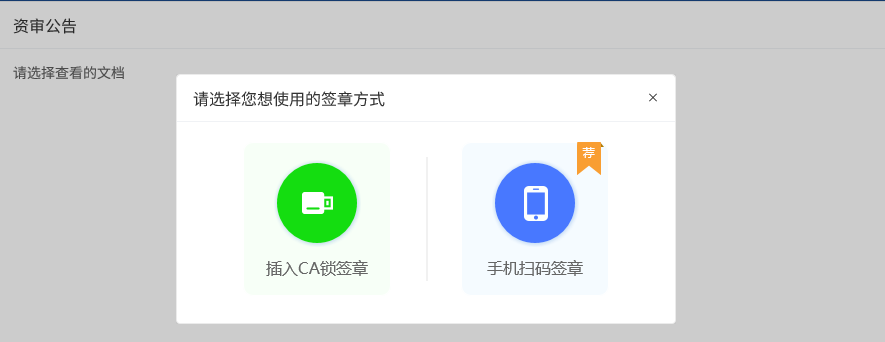 资审公告
请选择查看的文档
请选择您想使用的签章方式
荐
插入CA锁签章
手机扫码签章